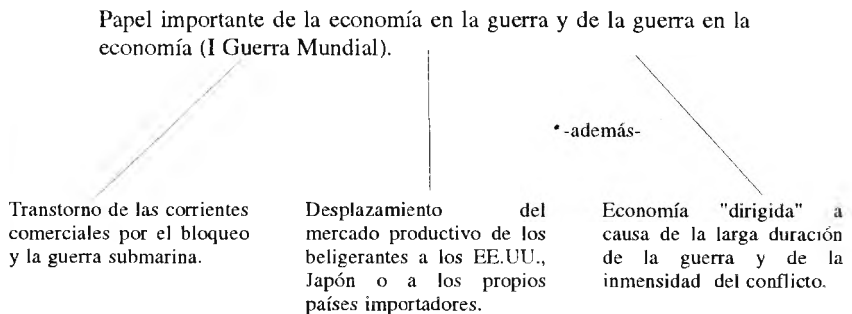 Papel importante de la economía en la guerra y de la guerra en la
economía (I Guerra Mundial).
•-además-
Transtorno de las corrientes
comerciales por el bloqueo
y la guerra submarina.
Desplazamiento del
mercado productivo de los
beligerantes a los EE.UU.,
Japón o a los propios
países importadores.
Economía "dirigida" a
causa de la larga duración
de la guerra y de la
inmensidad del conflicto.